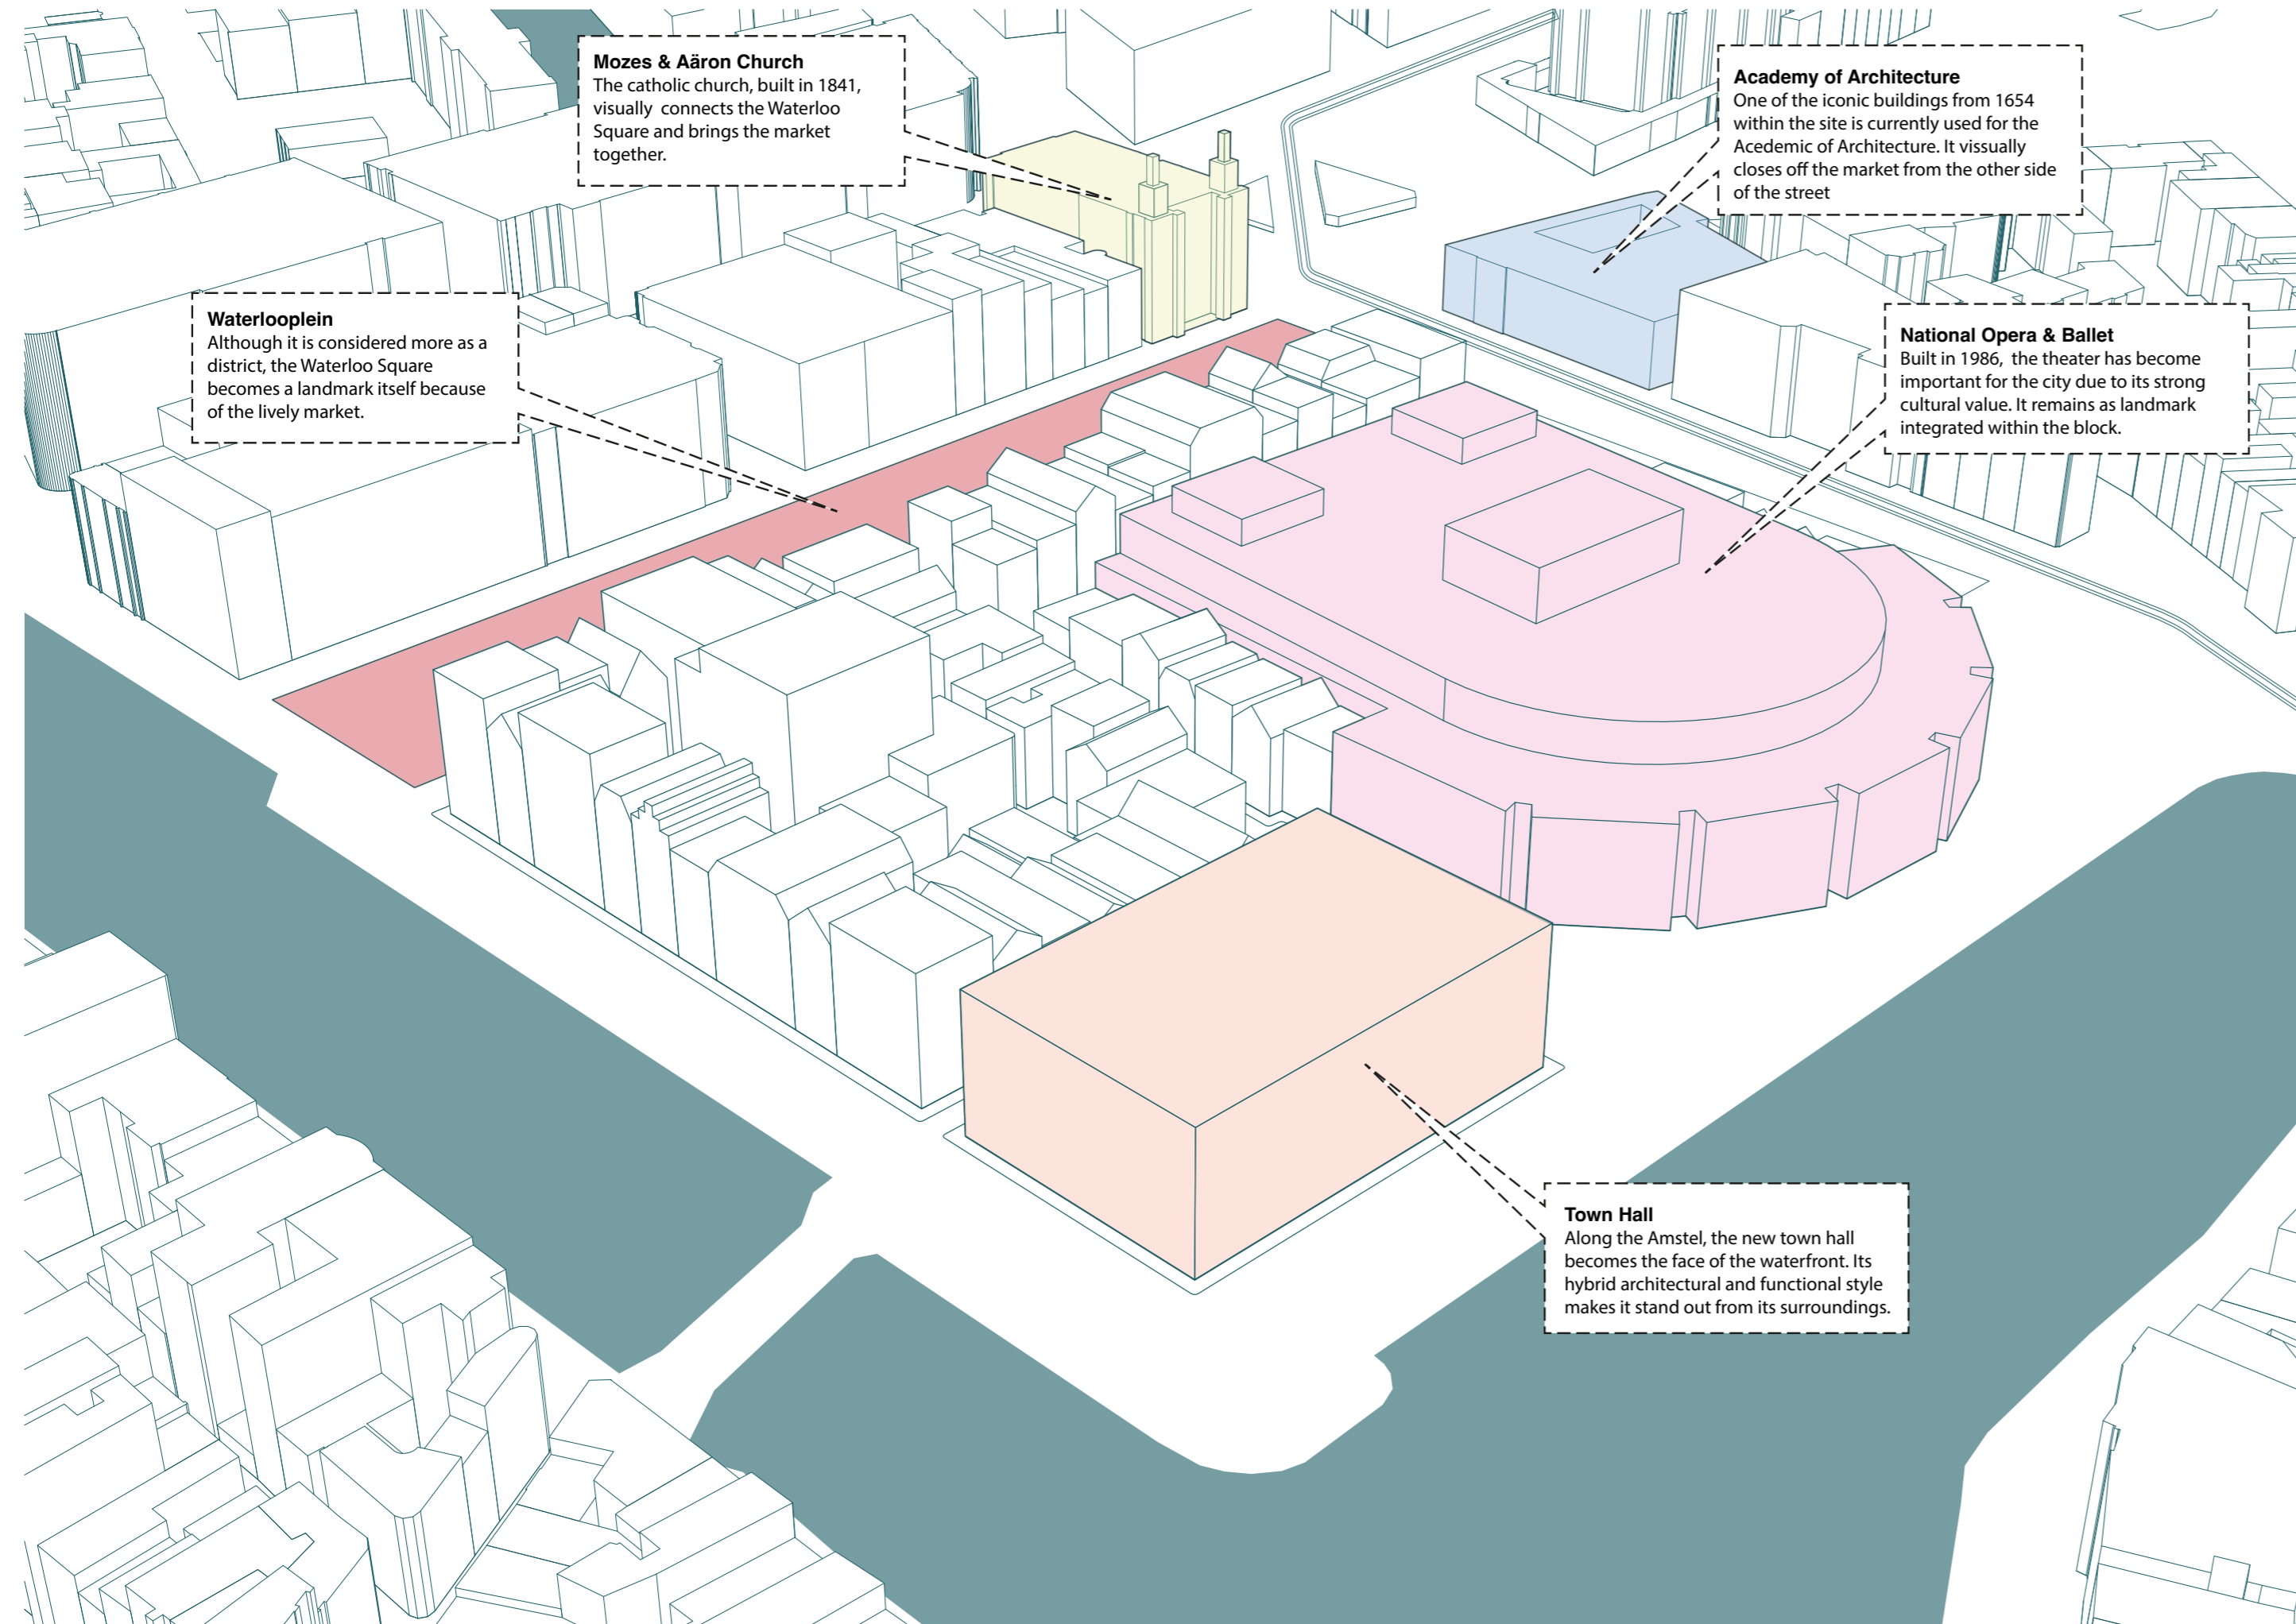 Mozes & Aäron Church
The catholic church, built in 1841,
visually connects the Waterloo
Square and brings the market
together.
Academy of Architecture
One of the iconic buildings from 1654
within the site is currently used for the
Acedemic of Architecture. It vissually
closes off the market from the other side
of the street
Waterlooplein
Although it is considered more as a
district, the Waterloo Square
becomes a landmark itself because
of the lively market.
National Opera & Ballet
Built in 1986, the theater has become
important for the city due to its strong
cultural value. It remains as landmark
integrated within the block.
Town Hall
Along the Amstel, the new town hall
becomes the face of the waterfront. Its
hybrid architectural and functional style
makes it stand out from its surroundings.